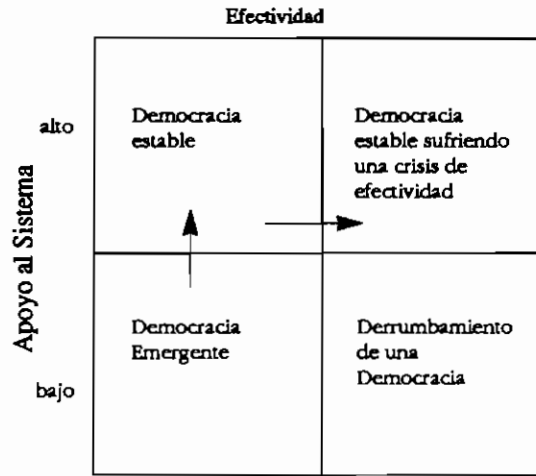 Efectividad
alto
Democracia
estable
Democracia
estable sufriendo
una crisis de
efectividad
Apoyo al Sistema
bajo
Democracia
Emergente
Derrumbamiento
de una
Democracia